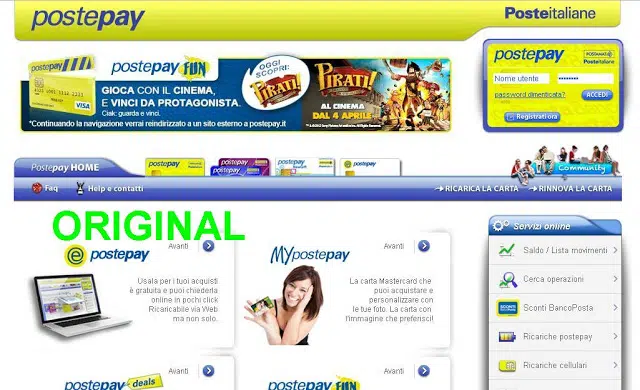 postepay
Posteitaliane
postepay FUN
OGGI
SCOPRI:
PIRATI!
PIRATI!
GIOCA CON IL CINEMA,
E VINCI DA PROTAGONISTA.
Ciak: guarda e vinci.
AL CINEMA
DAL 4 APRILE
*Continuando la navigazione verrai reindirizzato a un sito esterno a postepay.it
VISA
postepay
POSTAMAT
Posteitaliane
Nome utente
password dimenticata?
ACCEDI
Registrati ora
Postepay HOME
postepay
Community
Faq
Help e contatti
RICARICA LA CARTA
RINNOVA LA CARTA
ORIGINAL
e postepay
Avanti
Usala per i tuoi acquisti
è gratuita e puoi chiederla
online in pochi click
Ricaricabile via Web
ma non solo.
MYpostepay
Avanti
La carta Mastercard che
puoi acquistare e
personalizzare con
le tue foto. La carta con
l'immagine che preferisci!
Servizi online
Saldo / Lista movimenti
Cerca operazioni
SCONTI
Sconti BancoPosta
Ricariche postepay
Ricariche cellulari
postepay -deals
Avanti
postepay FUN
Avanti